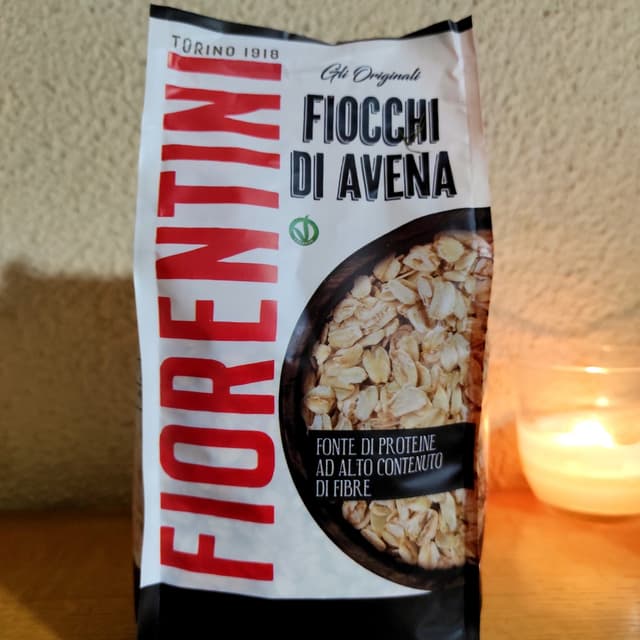 TORINO 1918
FIORENTINI
Gli Originali
FIOCCHI
DI AVENA
FONTE DI PROTEINE
AD ALTO CONTENUTO
DI FIBRE